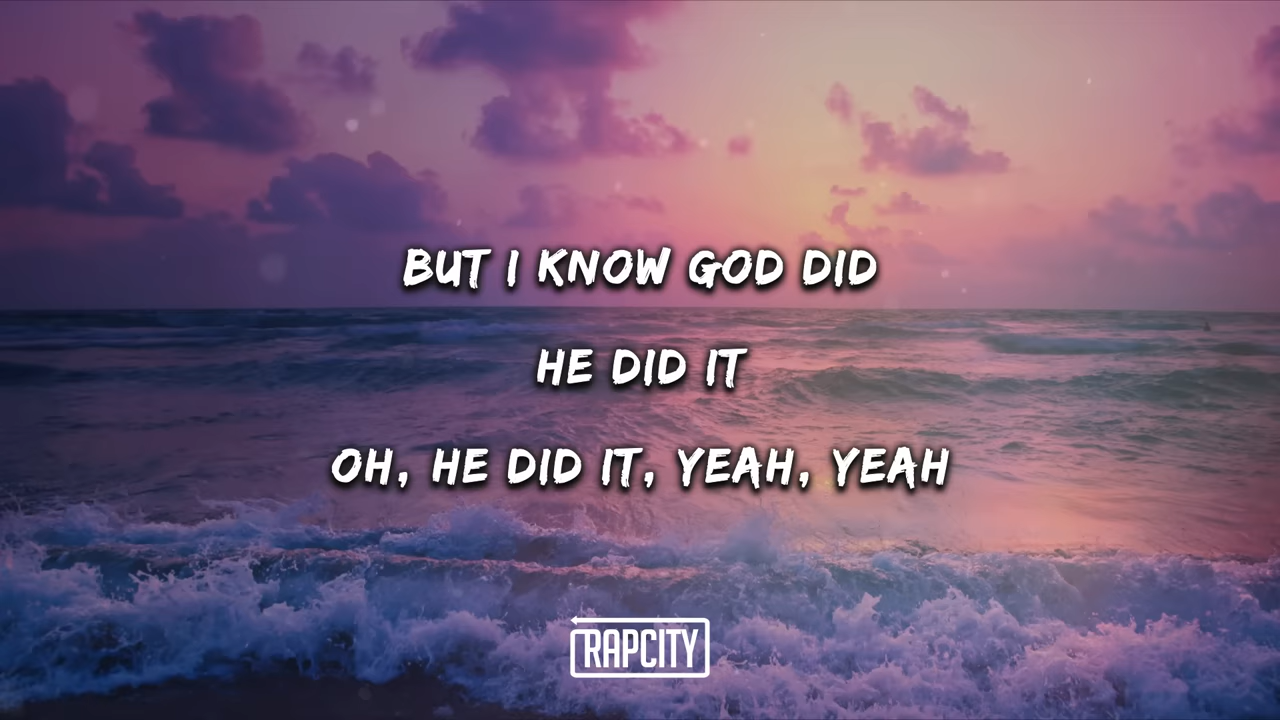 BUT I KNOW GOD DID
HE DID IT
OH, HE DID IT, YEAH, YEAH
RAPCITY